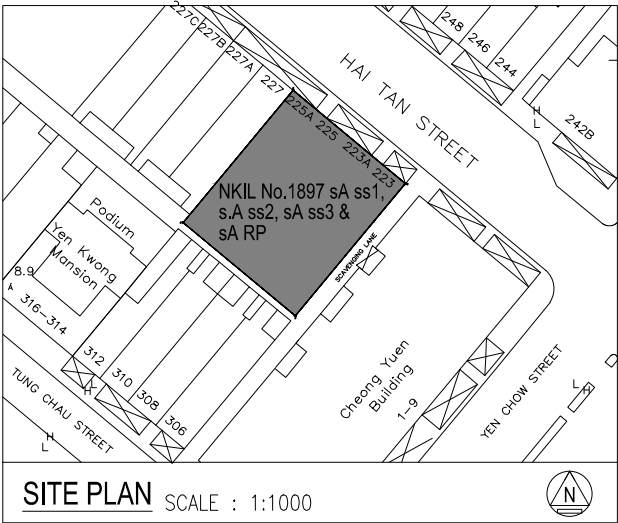 227C
227B
227A
227
225A
225
223A
223
HAI TAN STREET
248
246
244
242B
H
L
NKIL No.1897 sA ss1,
s.A ss2, sA ss3 &
sA RP
SCAVENGING LANE
Podium
Yen Kwong
Mansion
8.9
316-314
312
310
308
306
TUNG CHAU STREET
L
H
H
L
Cheong Yuen
Building
1-9
YEN CHOW STREET
L
H
SITE PLAN SCALE : 1:1000
N